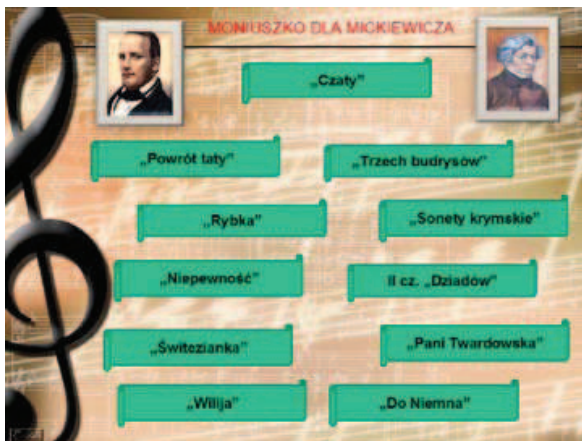 MONIUSZKO DLA MICKIEWICZA
„Czaty”
„Powrót taty”
„Trzech budrysów”
„Rybka”
„Sonety krymskie”
„Niepewność”
II cz. „Dziadów”
„Świtezianka”
„Pani Twardowska”
„Wilija”
„Do Niemna”